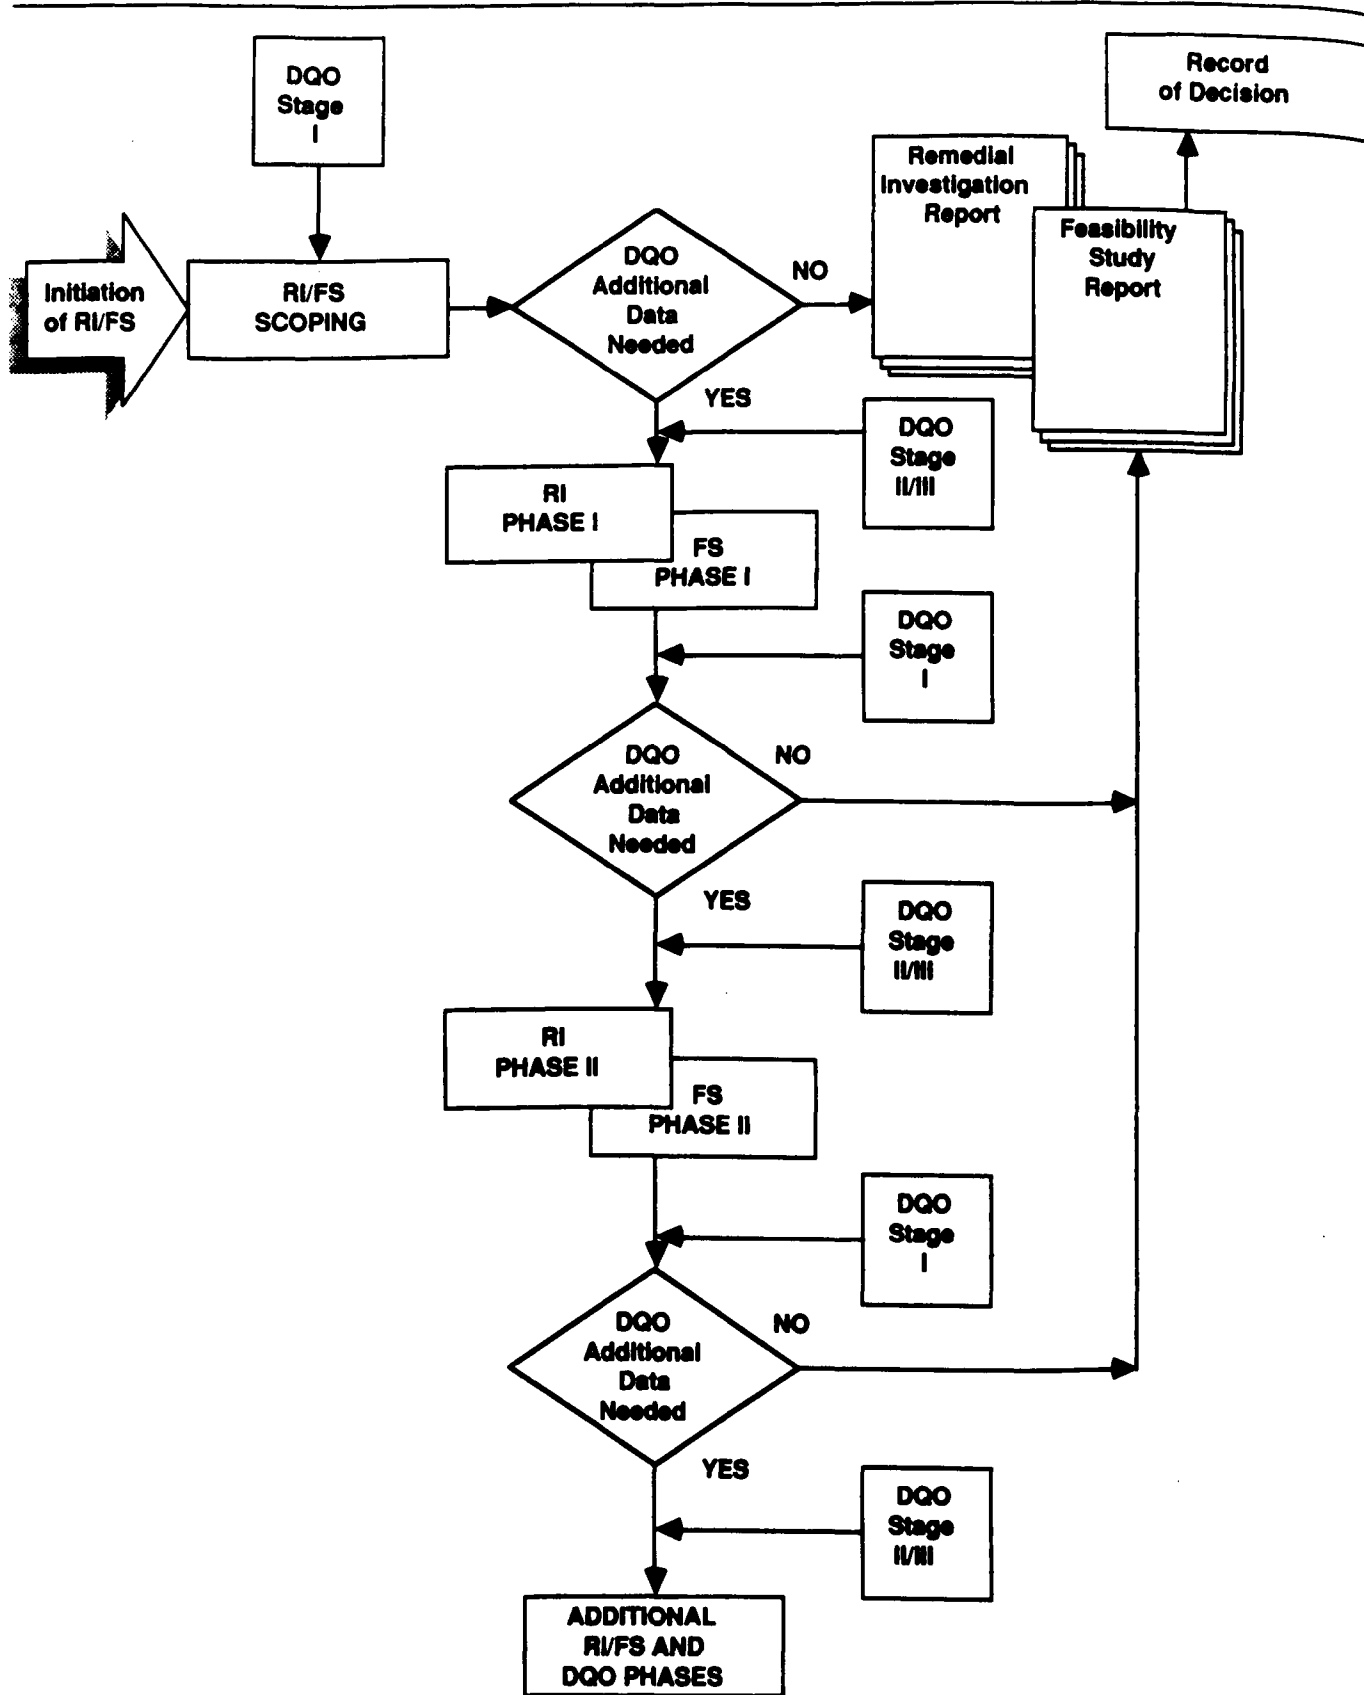 DQO
Stage
I
Record
of Decision
Remedial
Investigation
Report
Feasibility
Study
Report
Initiation
of RI/FS
RI/FS
SCOPING
DQO
Additional
Data
Needed
NO
YES
DQO
Stage
II/III
RI
PHASE I
FS
PHASE I
DQO
Stage
I
DQO
Additional
Data
Needed
NO
YES
DQO
Stage
II/III
RI
PHASE II
FS
PHASE II
DQO
Stage
I
DQO
Additional
Data
Needed
NO
YES
DQO
Stage
II/III
ADDITIONAL
RI/FS AND
DQO PHASES